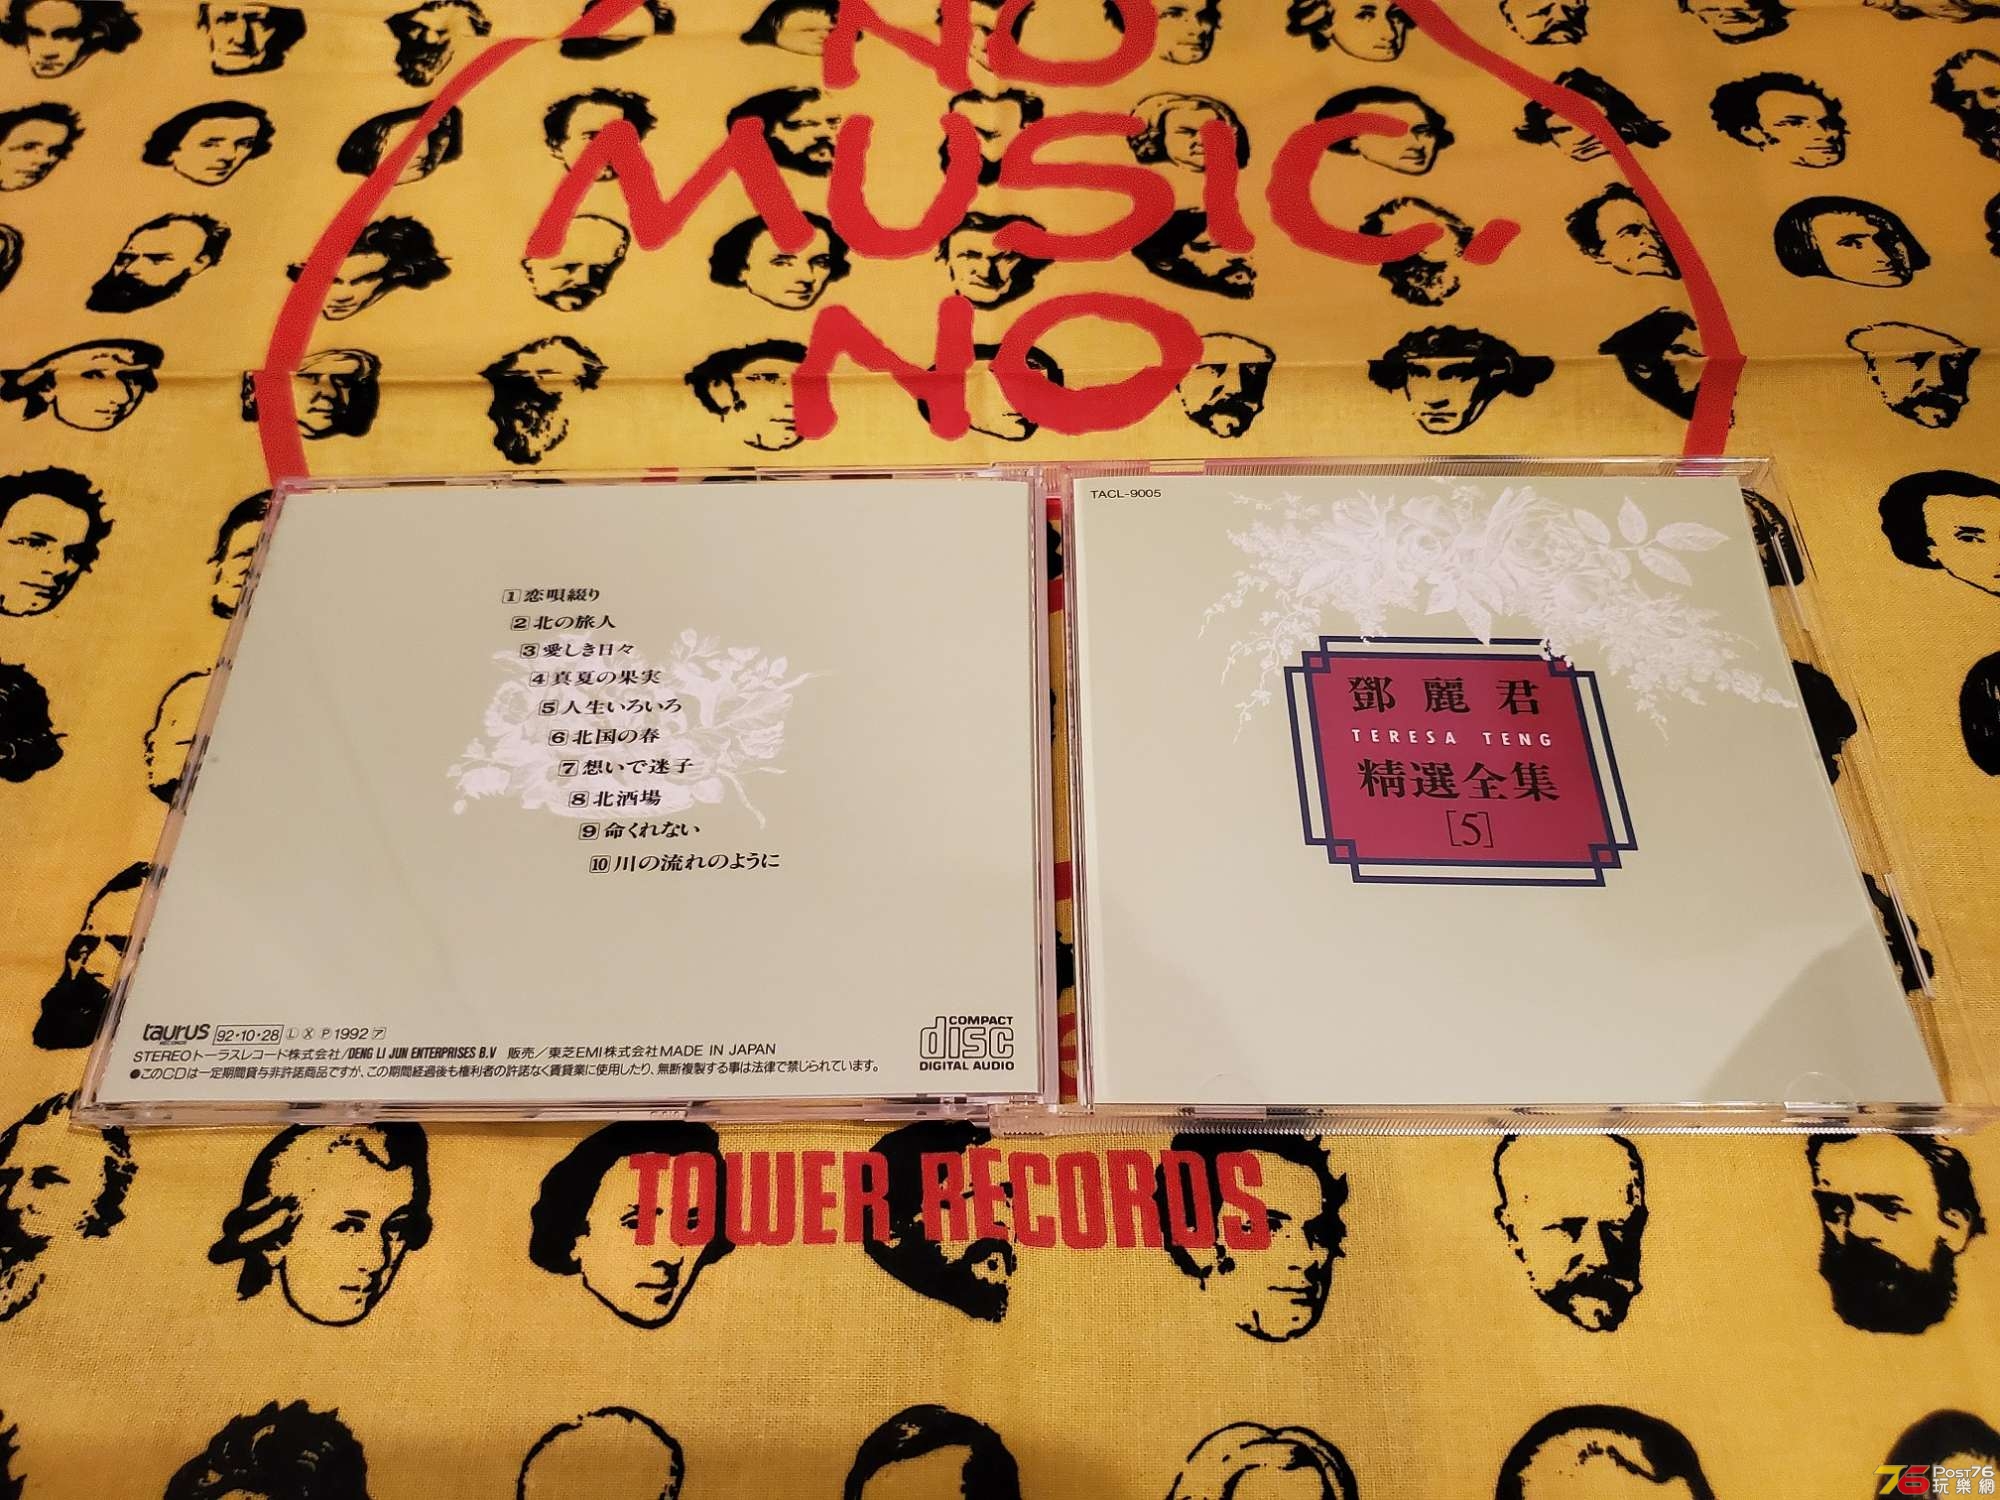 NO
MUSIC,
NO
TACL-9005
鄧麗君
TERESA TENG
精選全集
[5]
1 恋唄綴り
2 北の旅人
3 愛しき日々
4 真夏の果実
5 人生いろいろ
6 北国の春
7 想いで迷子
8 北酒場
9 命くれない
10 川の流れのように
taurus RECORDS 92・10・28 Ⓛ Ⓧ Ⓟ 1992 ア
STEREO トーラスレコード株式会社/DENG LI JUN ENTERPRISES B.V 販売/東芝EMI株式会社 MADE IN JAPAN
●このCDは一定期間貸与非許諾商品ですが、この期間経過後も権利者の許諾なく賃貸業に使用したり、無断複製する事は法律で禁じられています。
COMPACT
disc
DIGITAL AUDIO
TOWER RECORDS
76 Post76
玩樂網